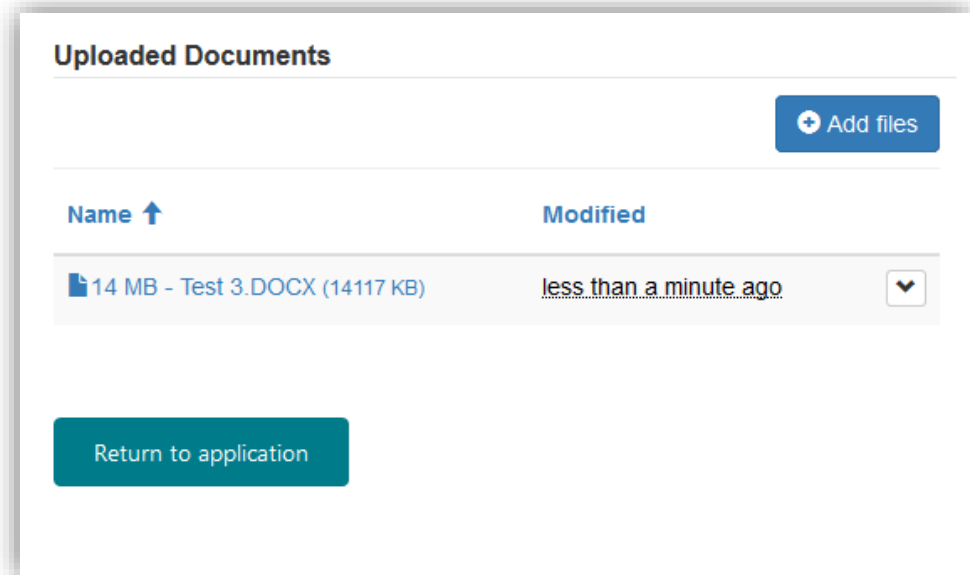 Uploaded Documents
Add files
Name Modified
14 MB - Test 3.DOCX (14117 KB) less than a minute ago
Return to application